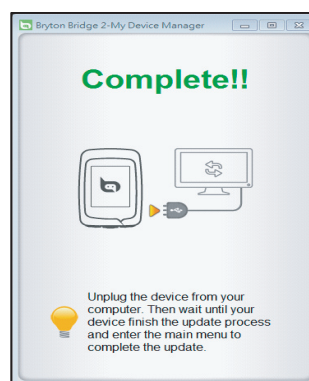 Bryton Bridge 2-My Device Manager
Complete!!
Unplug the device from your
computer. Then wait until your
device finish the update process
and enter the main menu to
complete the update.